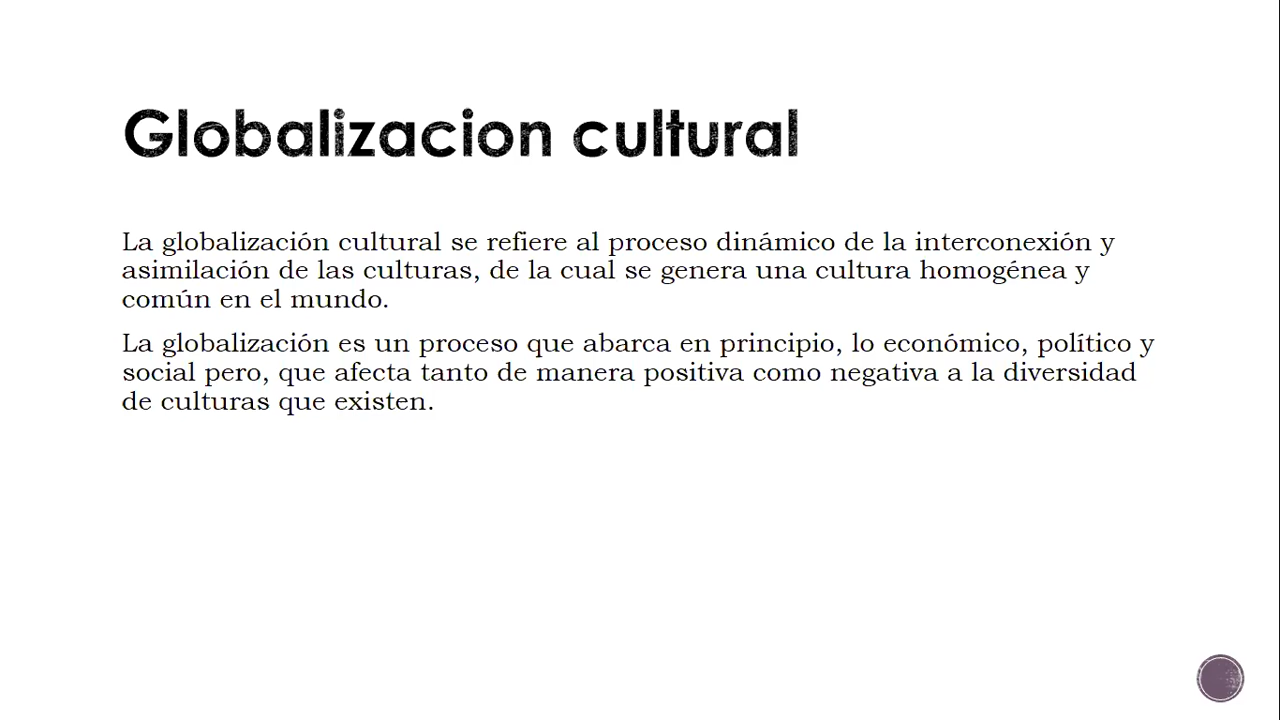 Globalizacion cultural
La globalización cultural se refiere al proceso dinámico de la interconexión y
asimilación de las culturas, de la cual se genera una cultura homogénea y
común en el mundo.
La globalización es un proceso que abarca en principio, lo económico, político y
social pero, que afecta tanto de manera positiva como negativa a la diversidad
de culturas que existen.